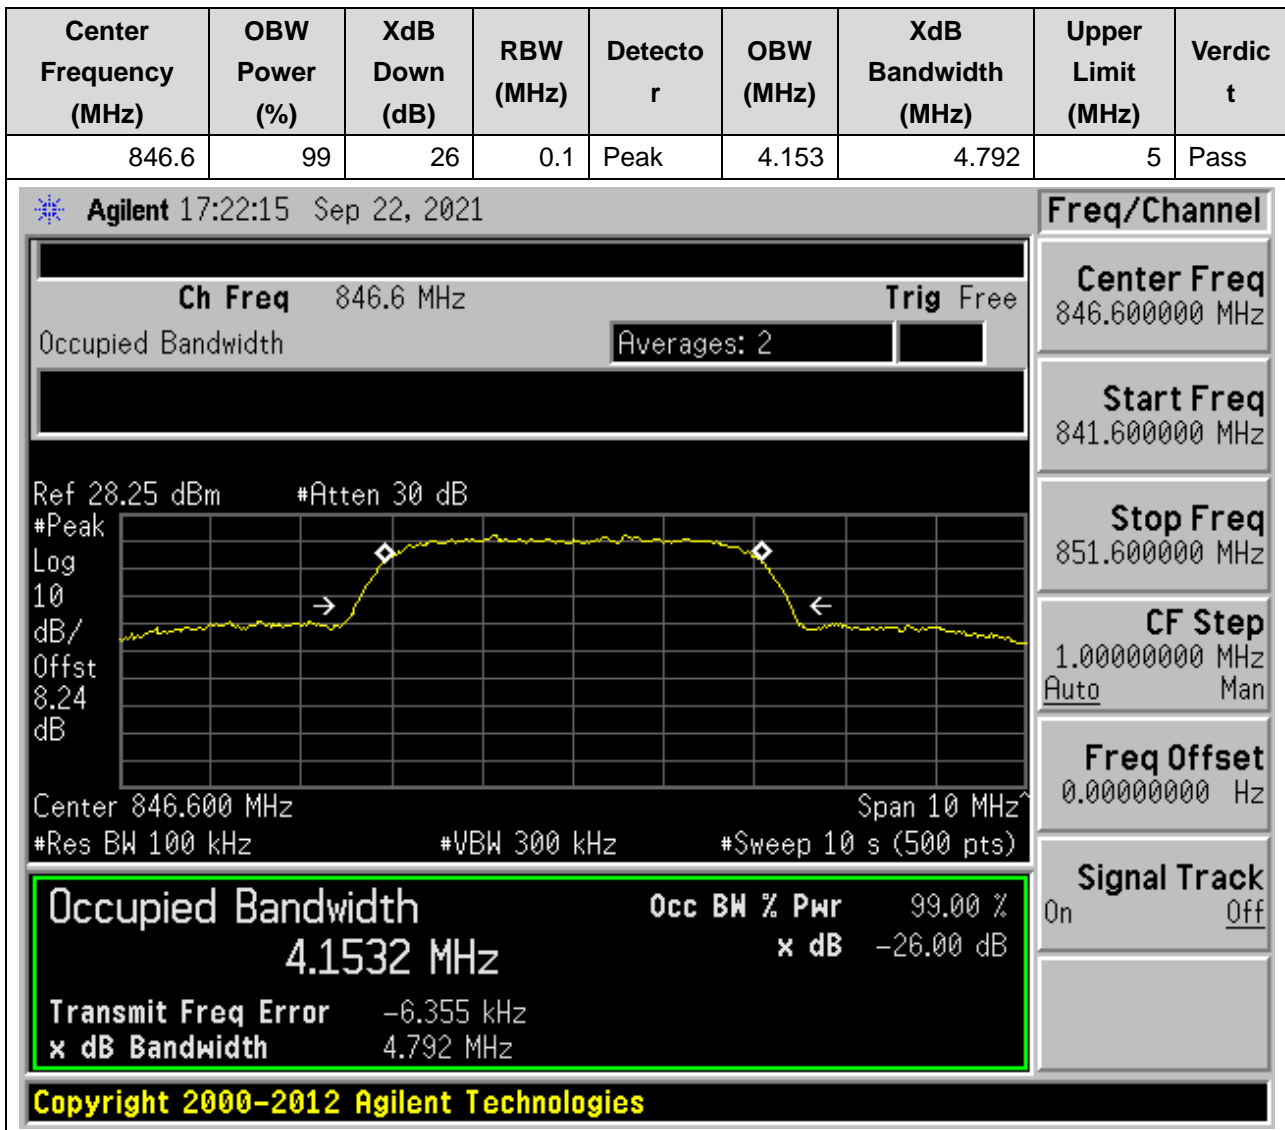 Center Frequency (MHz) OBW Power (%) XdB Down (dB) RBW (MHz) Detecto r OBW (MHz) XdB Bandwidth (MHz) Upper Limit (MHz) Verdic t
846.6 99 26 0.1 Peak 4.153 4.792 5 Pass
Agilent 17:22:15 Sep 22, 2021
Freq/Channel
Ch Freq 846.6 MHz Trig Free
Occupied Bandwidth Averages: 2
Center Freq
846.600000 MHz
Start Freq
841.600000 MHz
Stop Freq
851.600000 MHz
CF Step
1.00000000 MHz
Auto Man
Freq Offset
0.00000000 Hz
Signal Track
On Off
Ref 28.25 dBm #Atten 30 dB
#Peak
Log
10
dB/
Offst
8.24
dB
Center 846.600 MHz Span 10 MHz^
#Res BW 100 kHz #VBW 300 kHz #Sweep 10 s (500 pts)
Occupied Bandwidth Occ BW % Pwr 99.00 %
4.1532 MHz x dB -26.00 dB
Transmit Freq Error -6.355 kHz
x dB Bandwidth 4.792 MHz
Copyright 2000-2012 Agilent Technologies